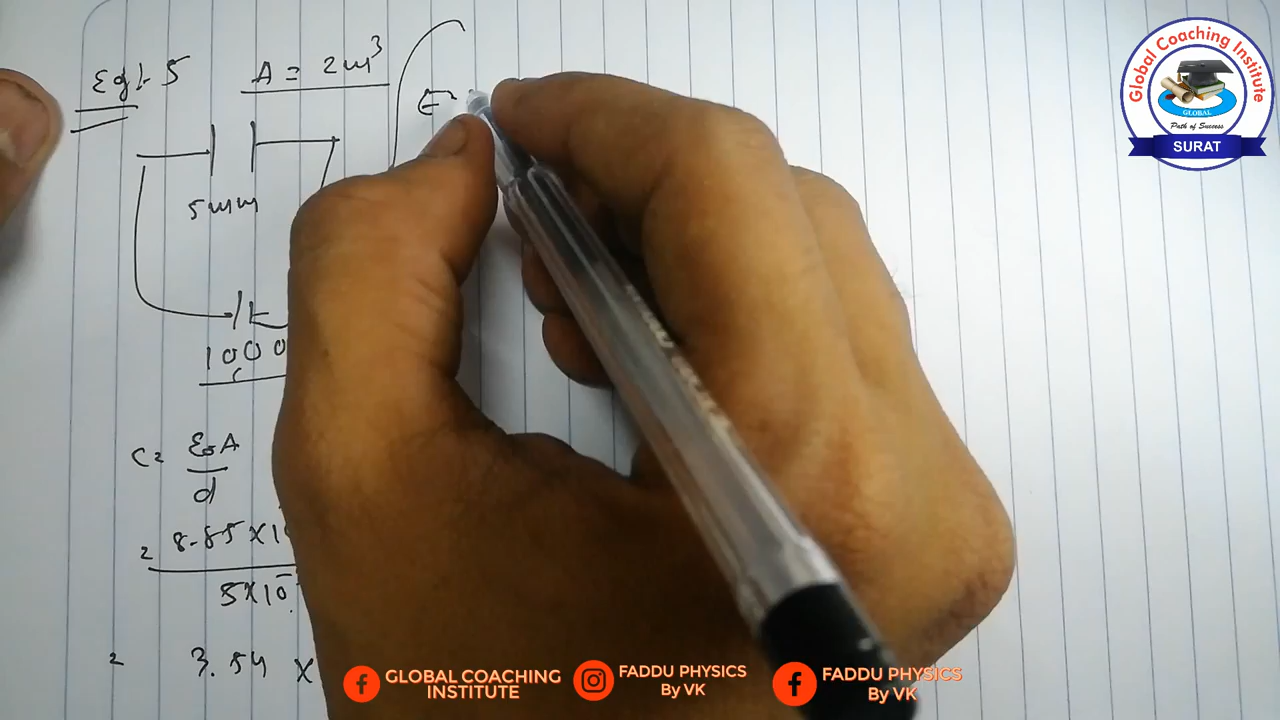 Eg:- 5
A = 2m³
E =
5mm
1000
C = ε₀A
d
= 8.85 × 1
5×10⁻
= 3.54 ×
Global Coaching Institute
GLOBAL
Path of Success
SURAT
GLOBAL COACHING
INSTITUTE
FADDU PHYSICS
By VK
FADDU PHYSICS
By VK